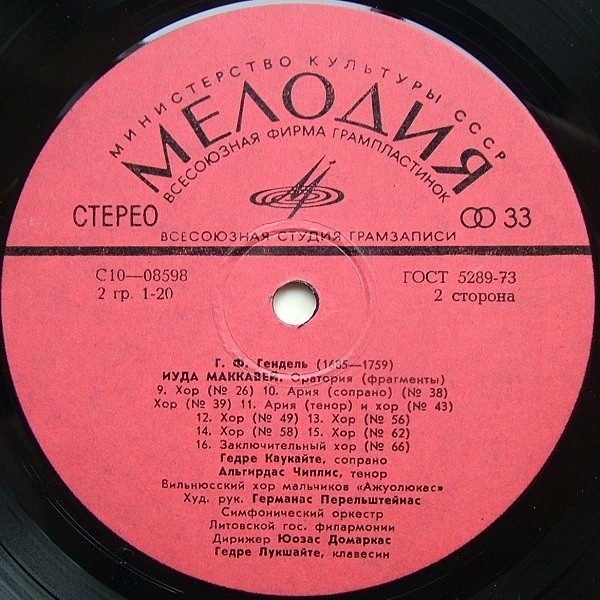 МИНИСТЕРСТВО КУЛЬТУРЫ СССР
МЕЛОДИЯ
ВСЕСОЮЗНАЯ ФИРМА ГРАМПЛАСТИНОК
СТЕРЕО
33
ВСЕСОЮЗНАЯ СТУДИЯ ГРАМЗАПИСИ
С10—08598
ГОСТ 5289-73
2 гр. 1-20
2 сторона
Г. Ф. Гендель (1685—1759)
ИУДА МАККАВЕЙ. Оратория (фрагменты)
9. Хор (№ 26) 10. Ария (сопрано) (№ 38)
Хор (№ 39) 11. Ария (тенор) и хор (№ 43)
12. Хор (№ 49) 13. Хор (№ 56)
14. Хор (№ 58) 15. Хор (№ 62)
16. Заключительный хор (№ 66)
Гедре Каукайте, сопрано
Альгирдас Чиплис, тенор
Вильнюсский хор мальчиков «Ажуолюкас»
Худ. рук. Германас Перельштейнас
Симфонический оркестр
Литовской гос. филармонии
Дирижер Юозас Домаркас
Гедре Лукшайте, клавесин